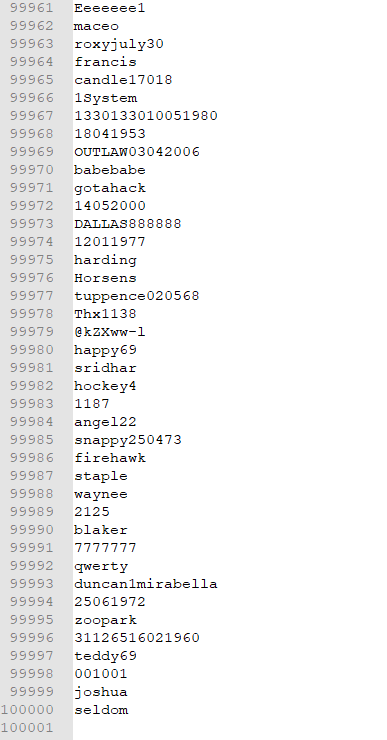 99961 Eeeeeee1
99962 maceo
99963 roxyjuly30
99964 francis
99965 candle17018
99966 1System
99967 1330133010051980
99968 18041953
99969 OUTLAW03042006
99970 babebabe
99971 gotahack
99972 14052000
99973 DALLAS888888
99974 12011977
99975 harding
99976 Horsens
99977 tuppence020568
99978 Thx1138
99979 @kZXww-l
99980 happy69
99981 sridhar
99982 hockey4
99983 1187
99984 angel22
99985 snappy250473
99986 firehawk
99987 staple
99988 waynee
99989 2125
99990 blaker
99991 7777777
99992 qwerty
99993 duncan1mirabella
99994 25061972
99995 zoopark
99996 31126516021960
99997 teddy69
99998 001001
99999 joshua
100000 seldom
100001